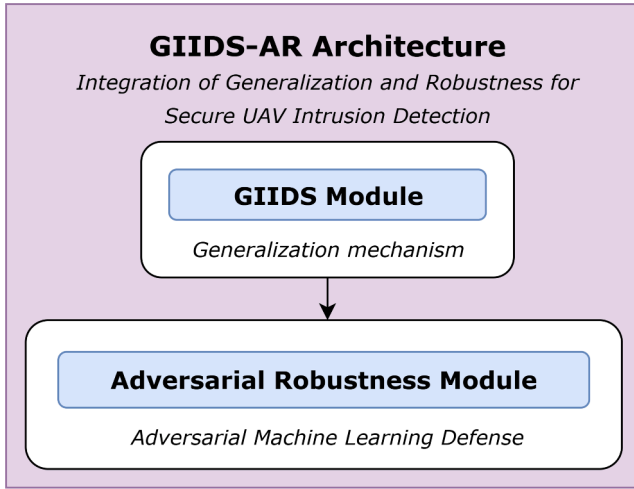 GIIDS-AR Architecture
Integration of Generalization and Robustness for
Secure UAV Intrusion Detection
GIIDS Module
Generalization mechanism
Adversarial Robustness Module
Adversarial Machine Learning Defense